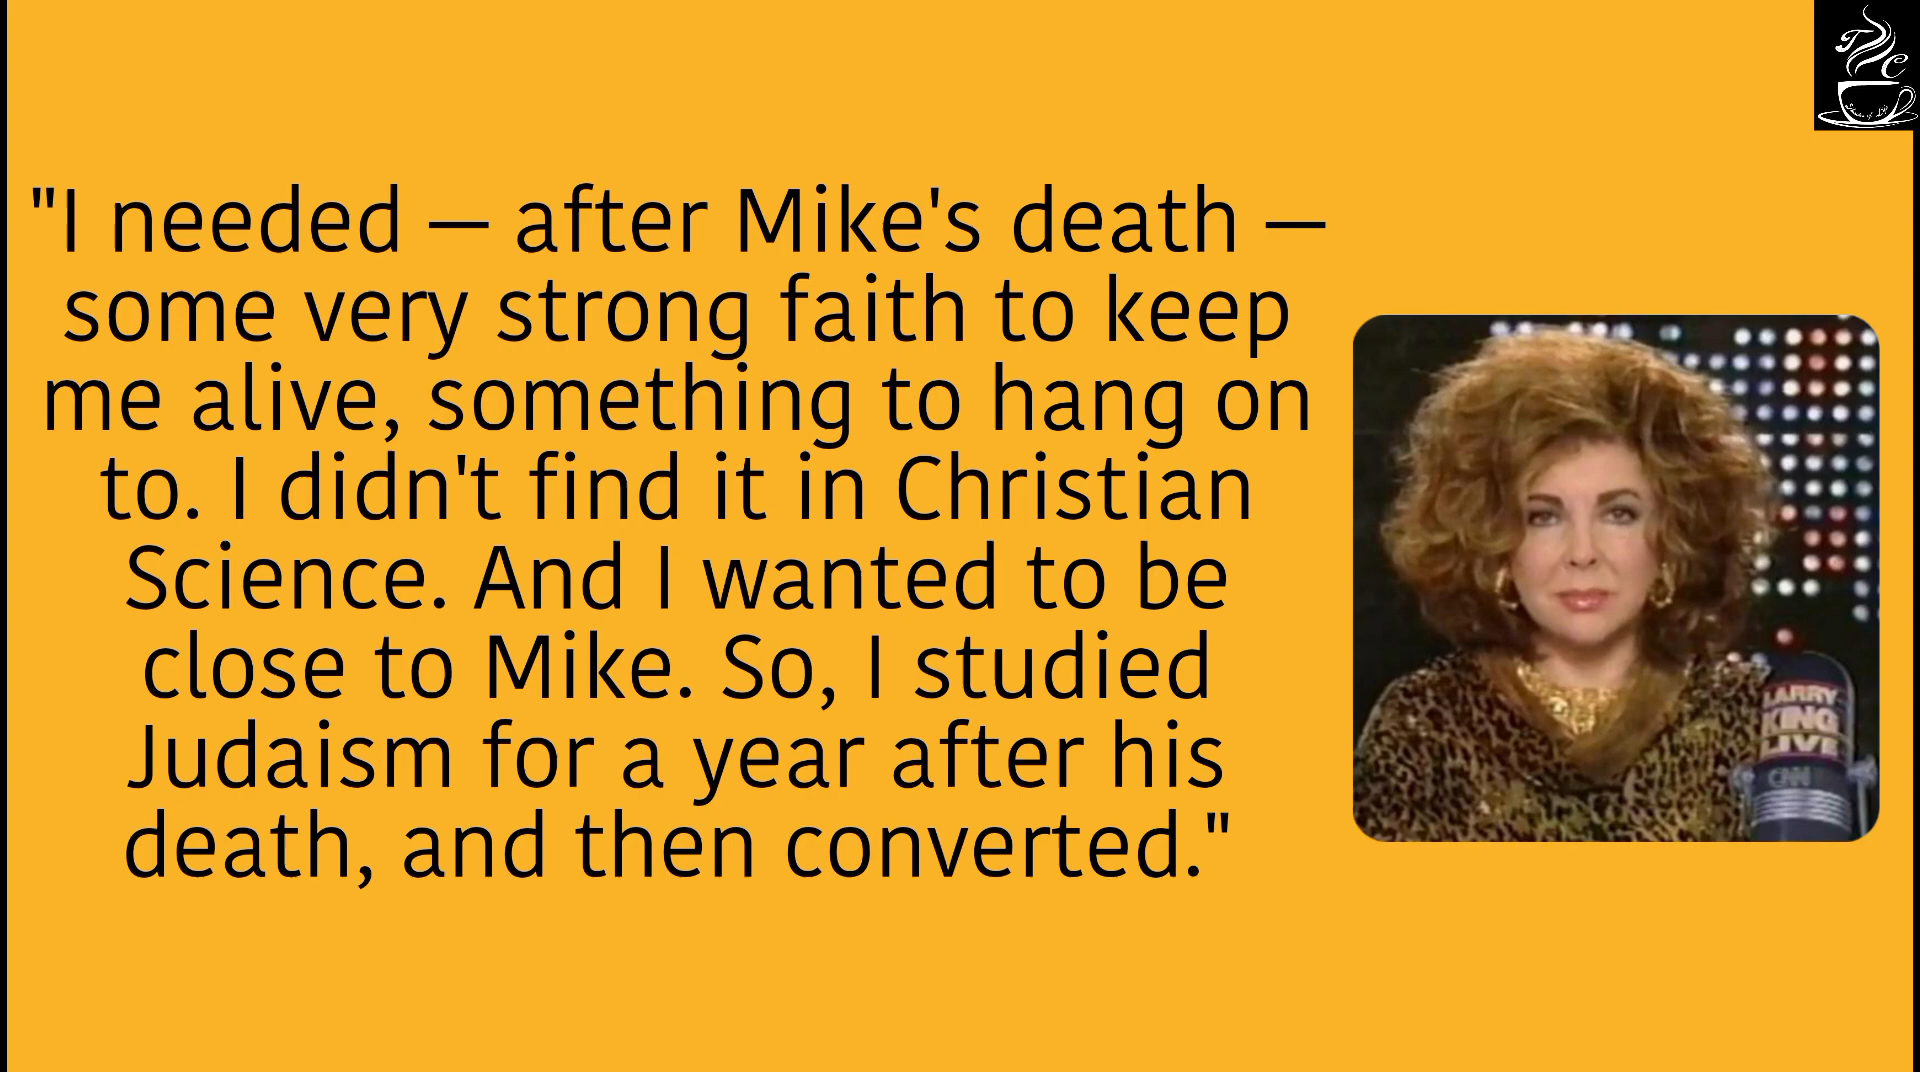 "I needed — after Mike's death —
some very strong faith to keep
me alive, something to hang on
to. I didn't find it in Christian
Science. And I wanted to be
close to Mike. So, I studied
Judaism for a year after his
death, and then converted."
LARRY
KING
LIVE
CNN
T C